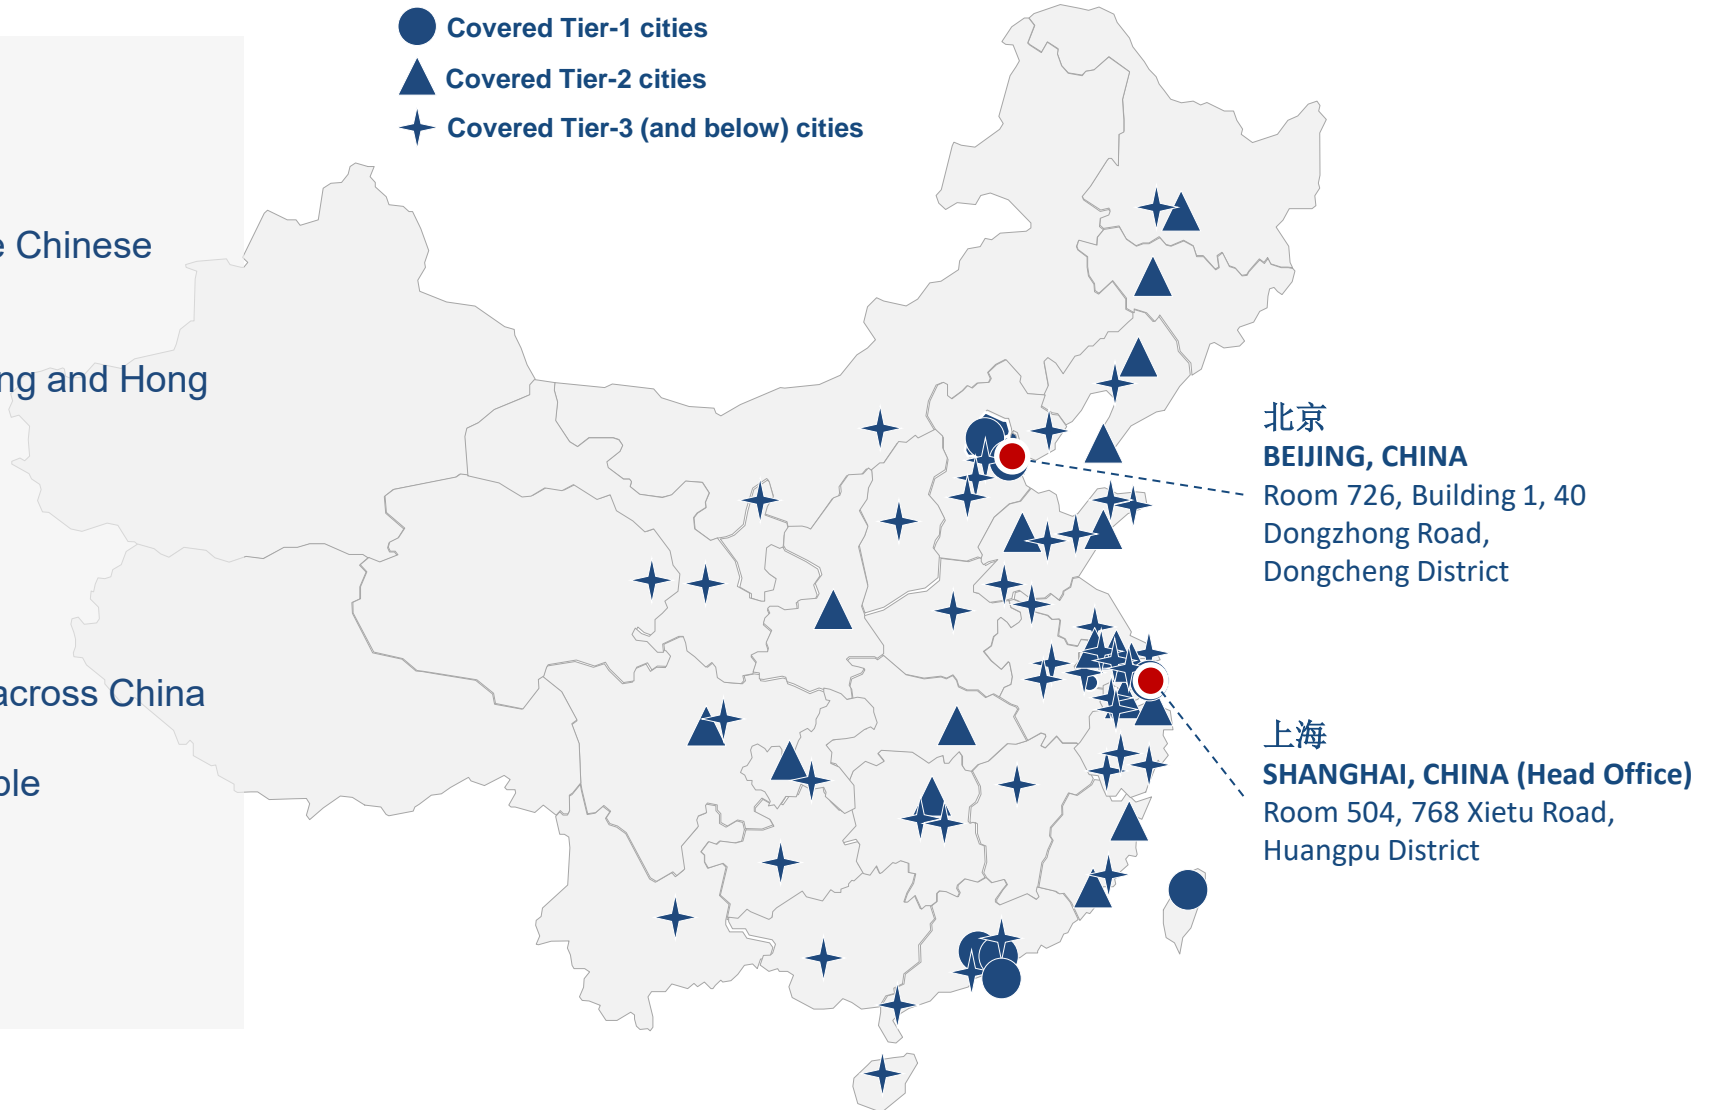 Covered Tier-1 cities
Covered Tier-2 cities
Covered Tier-3 (and below) cities
Chinese
and Hong
across China
北京
BEIJING, CHINA
Room 726, Building 1, 40
Dongzhong Road,
Dongcheng District
上海
SHANGHAI, CHINA (Head Office)
Room 504, 768 Xietu Road,
Huangpu District